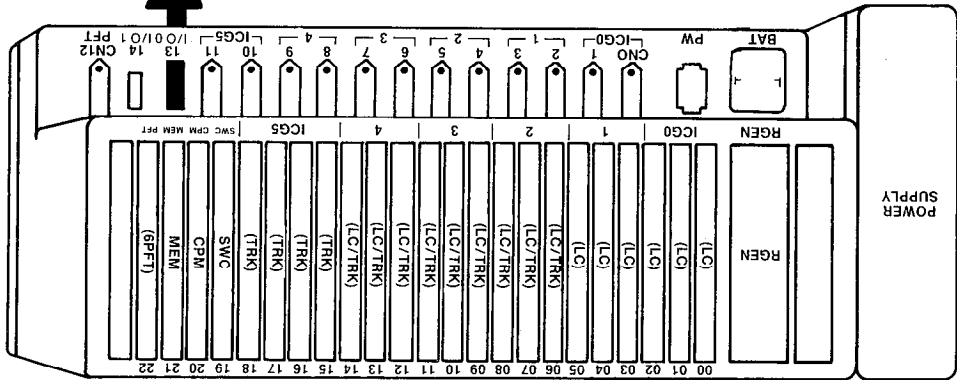 POWER
SUPPLY
00 01 02 03 04 05 06 07 08 09 10 11 12 13 14 15 16 17 18 19 20 21 22
RGEN
(LC)
(LC)
(LC)
(LC)
(LC)
(LC)
(LC/TRK)
(LC/TRK)
(LC/TRK)
(LC/TRK)
(LC/TRK)
(LC/TRK)
(LC/TRK)
(LC/TRK)
(LC/TRK)
(TRK)
(TRK)
(TRK)
(TRK)
SWC
CPM
MEM
(6PFT)
RGEN ICG0 1 2 3 4 ICG5 SWC CPM MEM PFT
CN0 1 2 3 4 5 6 7 8 9 10 11 13 14 CN12
BAT PW ICG0 1 2 3 4 ICG5 I/O 0 I/O 1 PFT